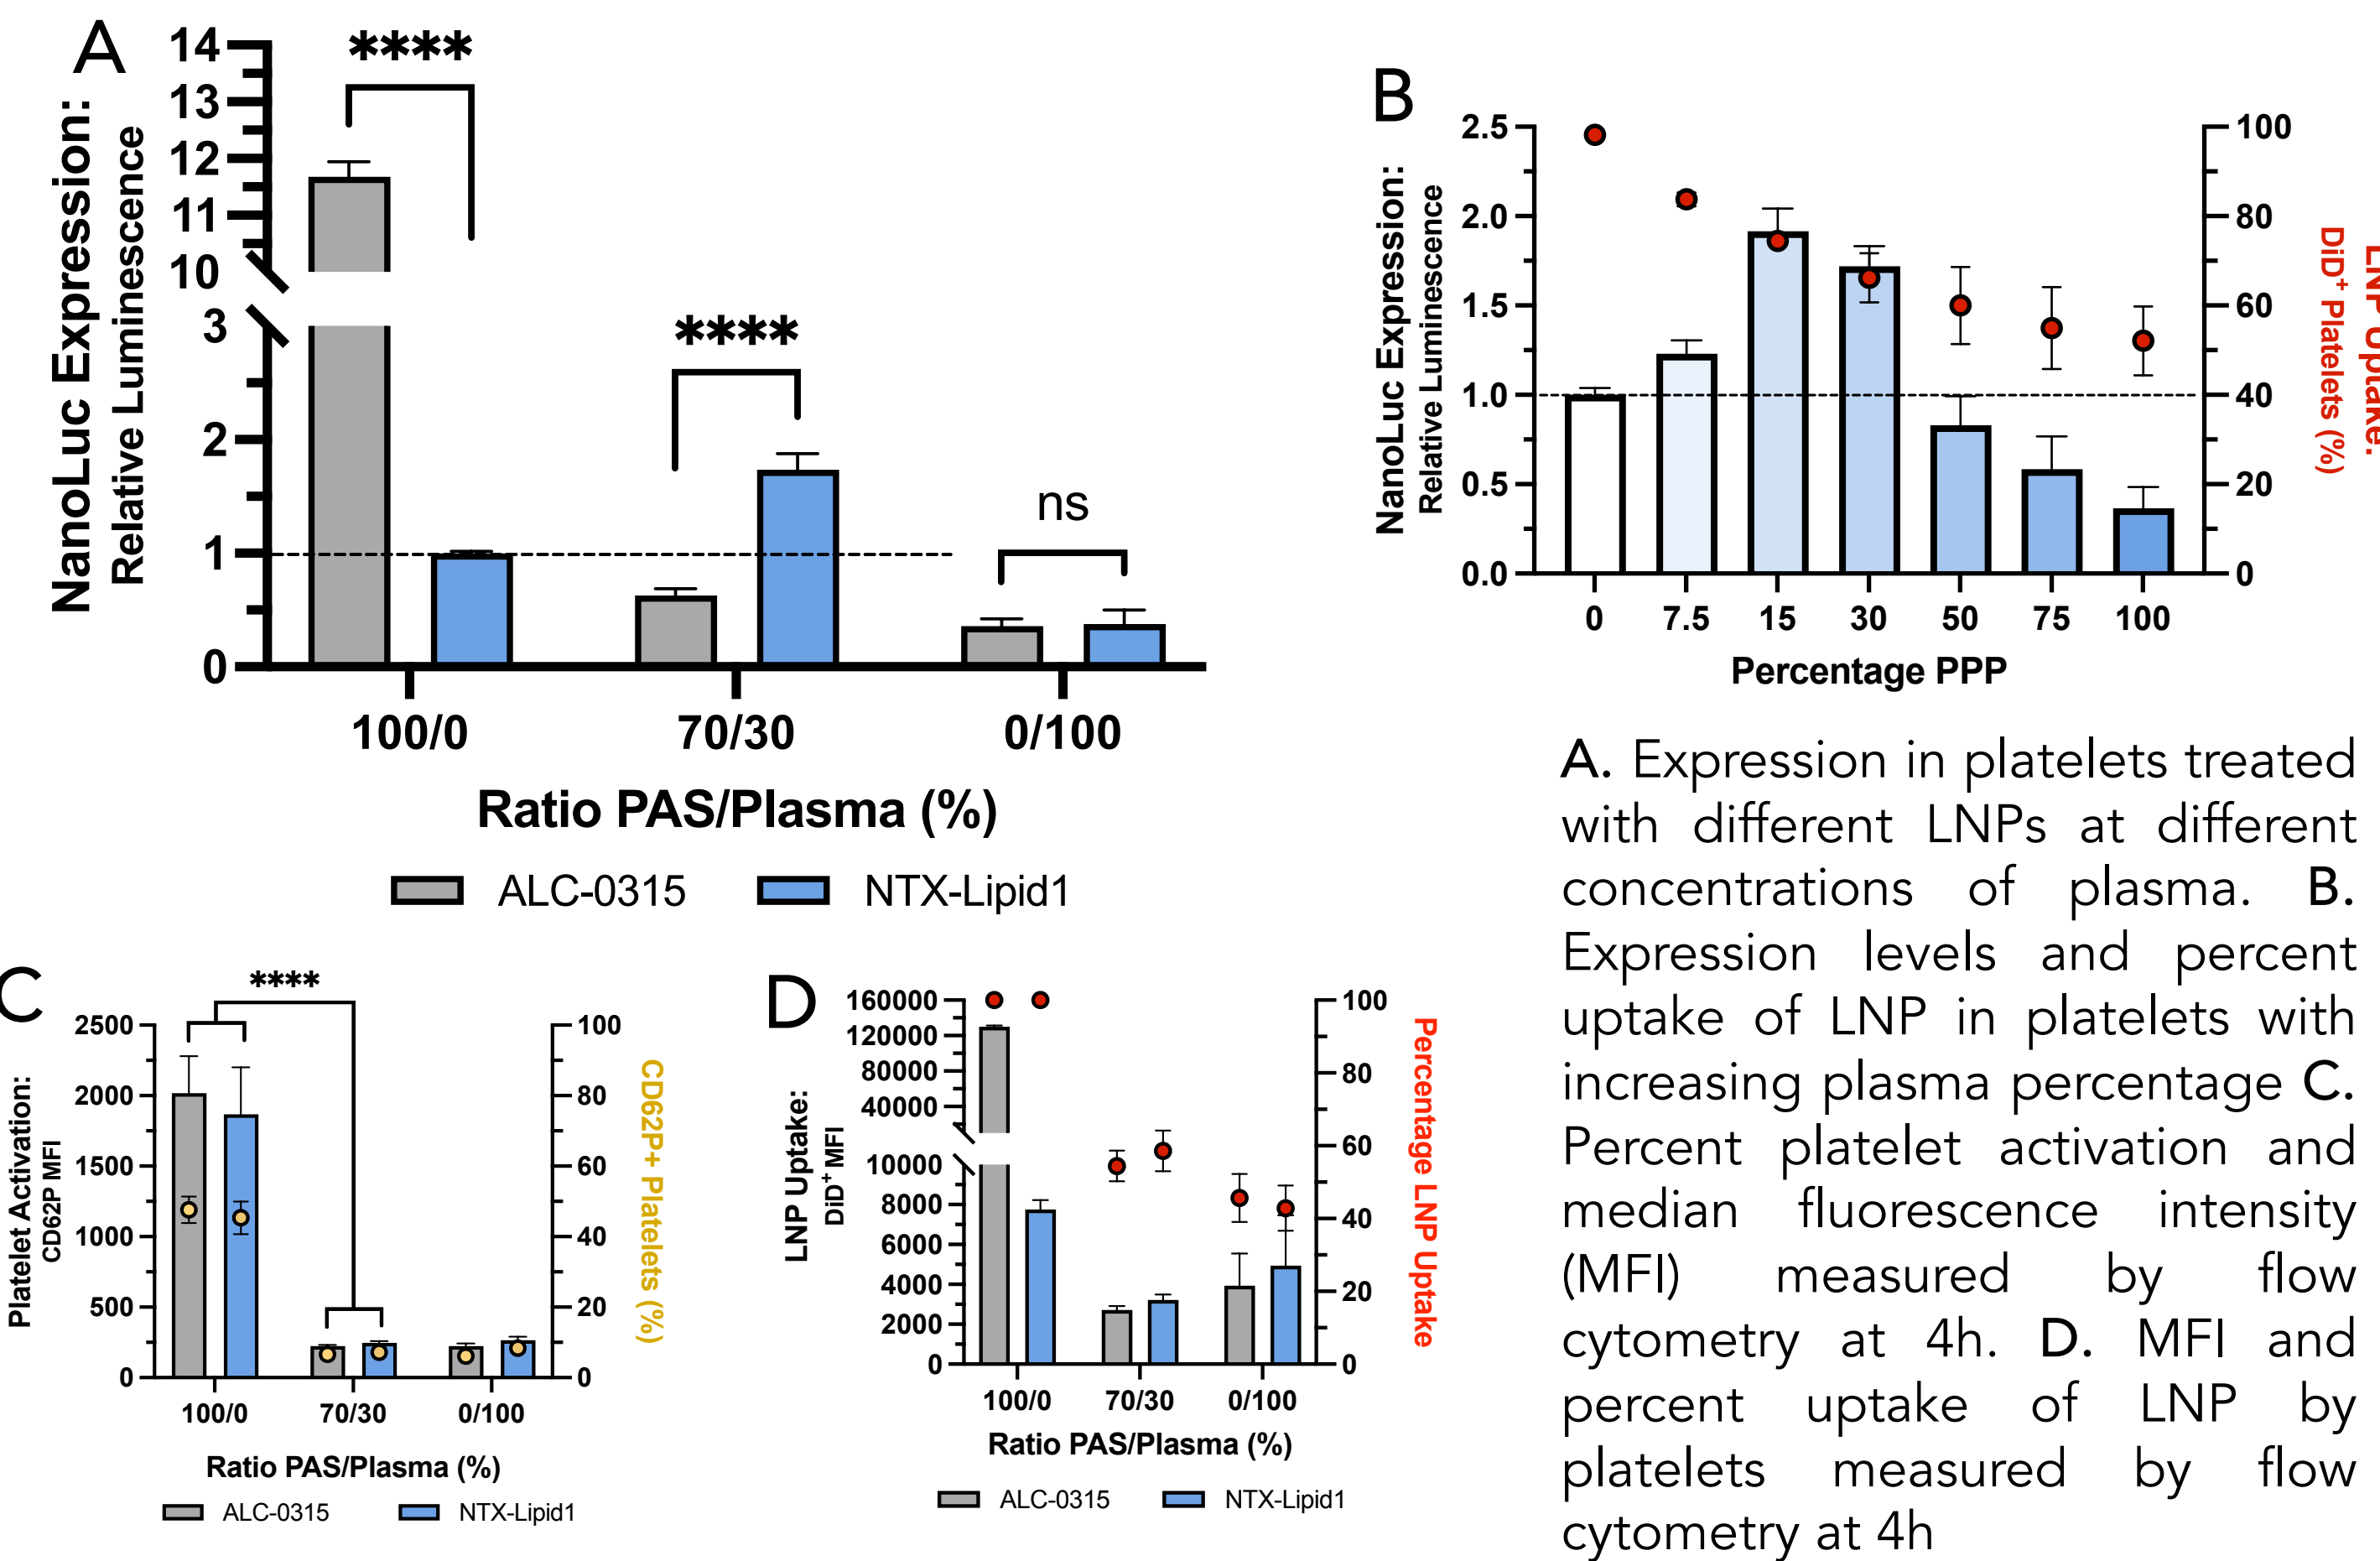 A
NanoLuc Expression:
Relative Luminescence
14
13
12
11
10
3
2
1
0
****
****
ns
100/0
70/30
0/100
Ratio PAS/Plasma (%)
ALC-0315
NTX-Lipid1
B
NanoLuc Expression:
Relative Luminescence
2.5
2.0
1.5
1.0
0.5
0.0
100
80
60
40
20
0
LNP Uptake:
DiD+ Platelets (%)
0
7.5
15
30
50
75
100
Percentage PPP
C
Platelet Activation:
CD62P MFI
2500
2000
1500
1000
500
0
****
100
80
60
40
20
0
CD62P+ Platelets (%)
100/0
70/30
0/100
Ratio PAS/Plasma (%)
ALC-0315
NTX-Lipid1
D
LNP Uptake:
DiD+ MFI
160000
120000
80000
40000
10000
8000
6000
4000
2000
0
100
80
60
40
20
0
Percentage LNP Uptake
100/0
70/30
0/100
Ratio PAS/Plasma (%)
ALC-0315
NTX-Lipid1
A. Expression in platelets treated
with different LNPs at different
concentrations of plasma. B.
Expression levels and percent
uptake of LNP in platelets with
increasing plasma percentage C.
Percent platelet activation and
median fluorescence intensity
(MFI) measured by flow
cytometry at 4h. D. MFI and
percent uptake of LNP by
platelets measured by flow
cytometry at 4h